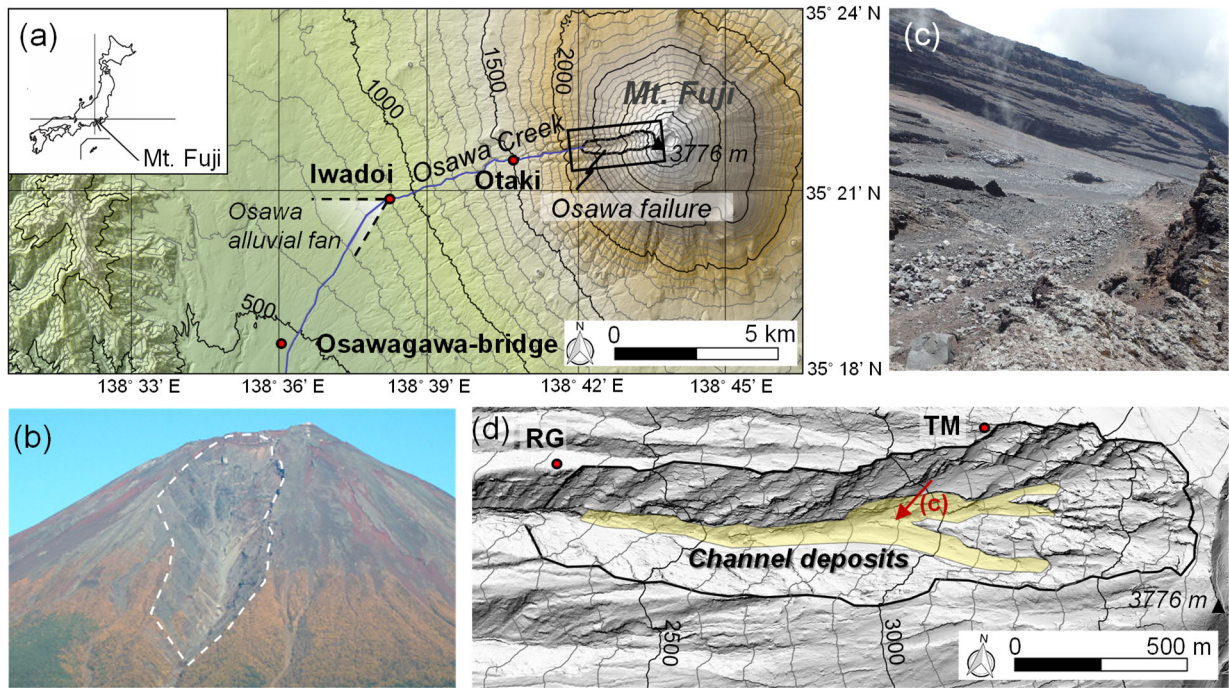 (a)
Mt. Fuji
35° 24' N
35° 21' N
35° 18' N
1000
1500
2000
Mt. Fuji
3776 m
Osawa Creek
Otaki
Iwadoi
Osawa failure
Osawa
alluvial fan
500
Osawagawa-bridge
N
0
5 km
138° 33' E
138° 36' E
138° 39' E
138° 42' E
138° 45' E
(c)
(b)
(d)
RG
TM
(c)
Channel deposits
2500
3000
3776 m
N
0
500 m